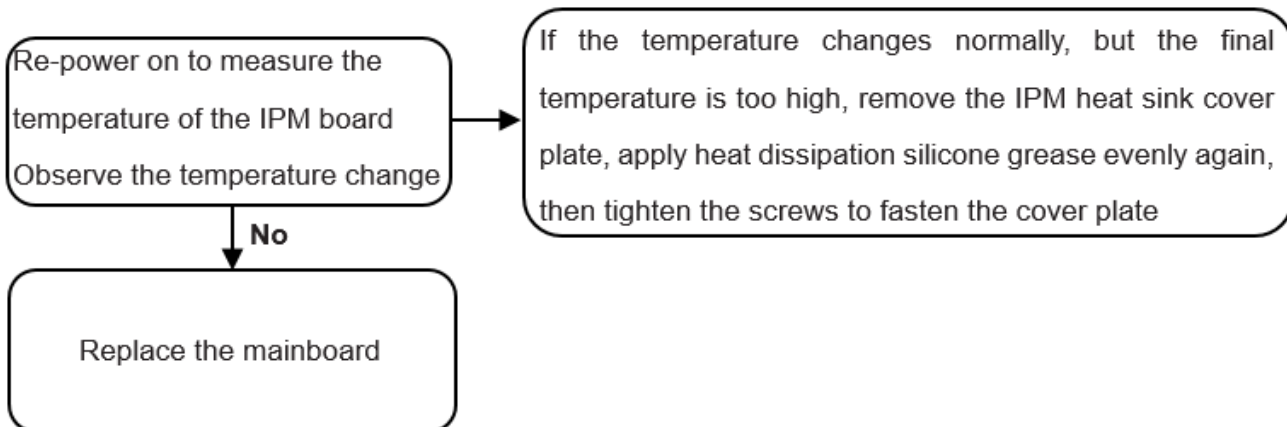 Re-power on to measure the
temperature of the IPM board
Observe the temperature change
If the temperature changes normally, but the final
temperature is too high, remove the IPM heat sink cover
plate, apply heat dissipation silicone grease evenly again,
then tighten the screws to fasten the cover plate
No
Replace the mainboard